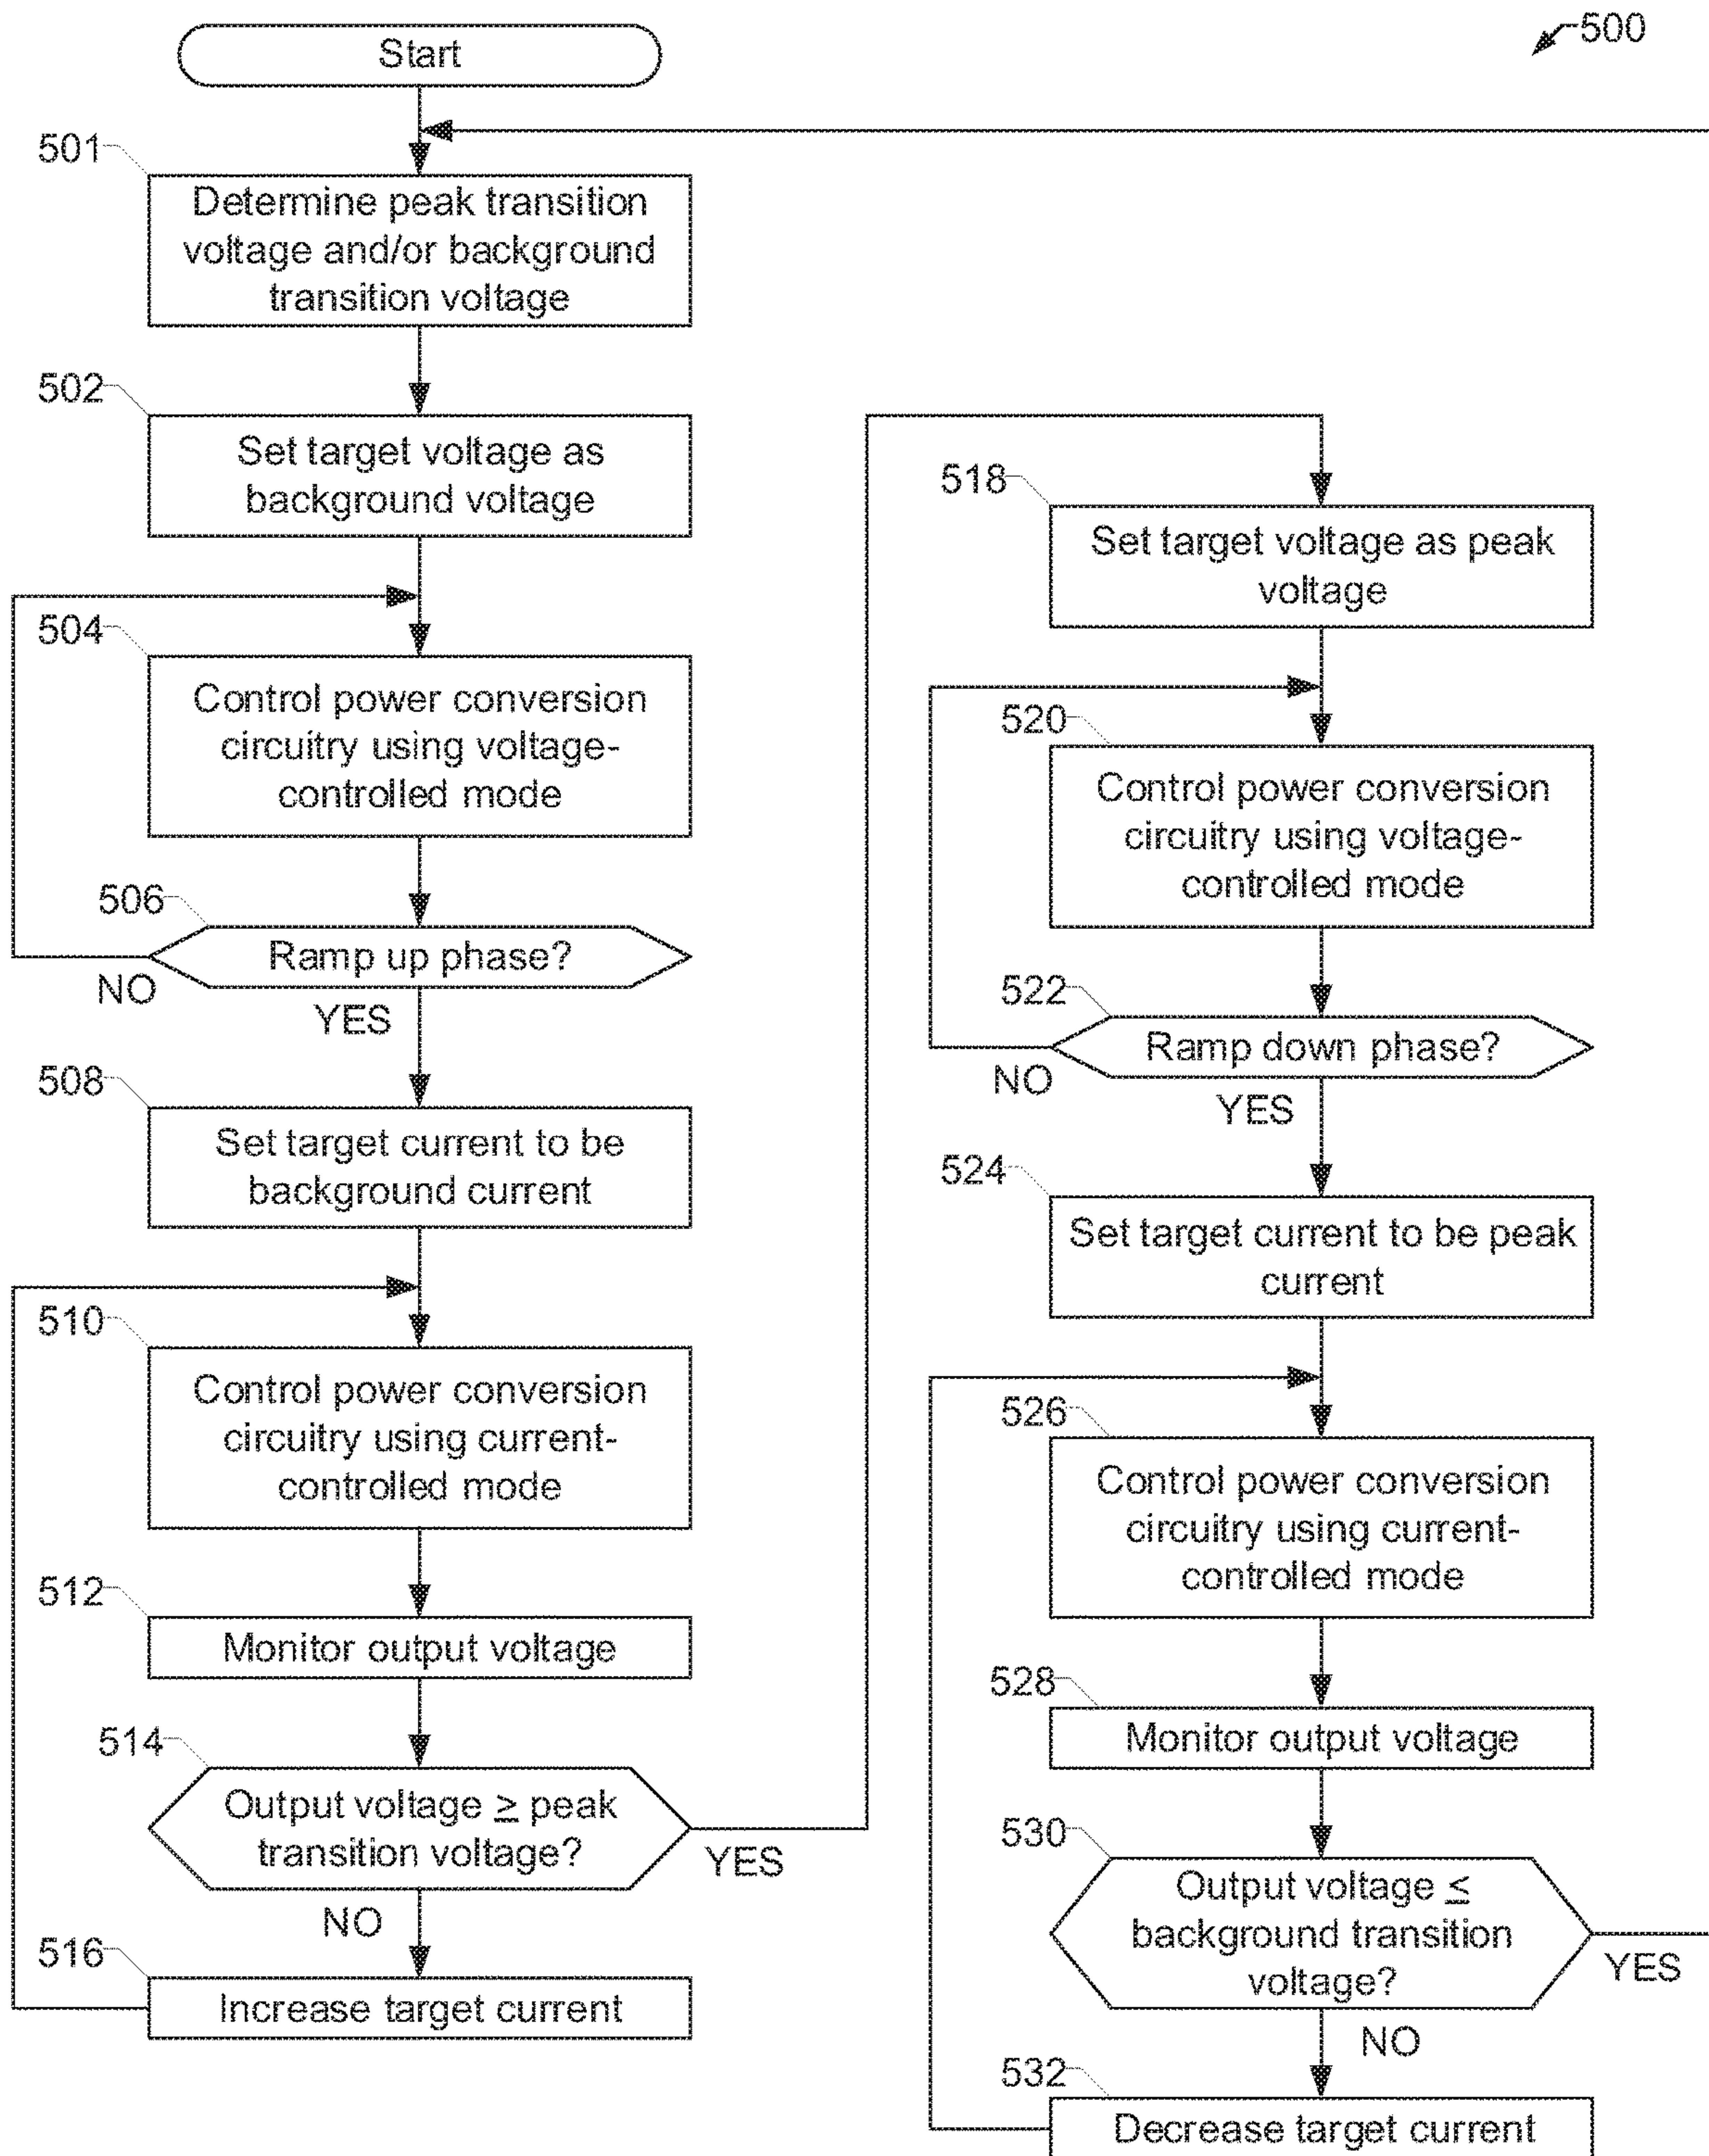 500
Start
501
Determine peak transition
voltage and/or background
transition voltage
502
Set target voltage as
background voltage
504
Control power conversion
circuitry using voltage-
controlled mode
506
Ramp up phase?
NO
YES
508
Set target current to be
background current
510
Control power conversion
circuitry using current-
controlled mode
512
Monitor output voltage
514
Output voltage ≥ peak
transition voltage?
YES
NO
516
Increase target current
518
Set target voltage as peak
voltage
520
Control power conversion
circuitry using voltage-
controlled mode
522
Ramp down phase?
NO
YES
524
Set target current to be peak
current
526
Control power conversion
circuitry using current-
controlled mode
528
Monitor output voltage
530
Output voltage ≤
background transition
voltage?
YES
NO
532
Decrease target current